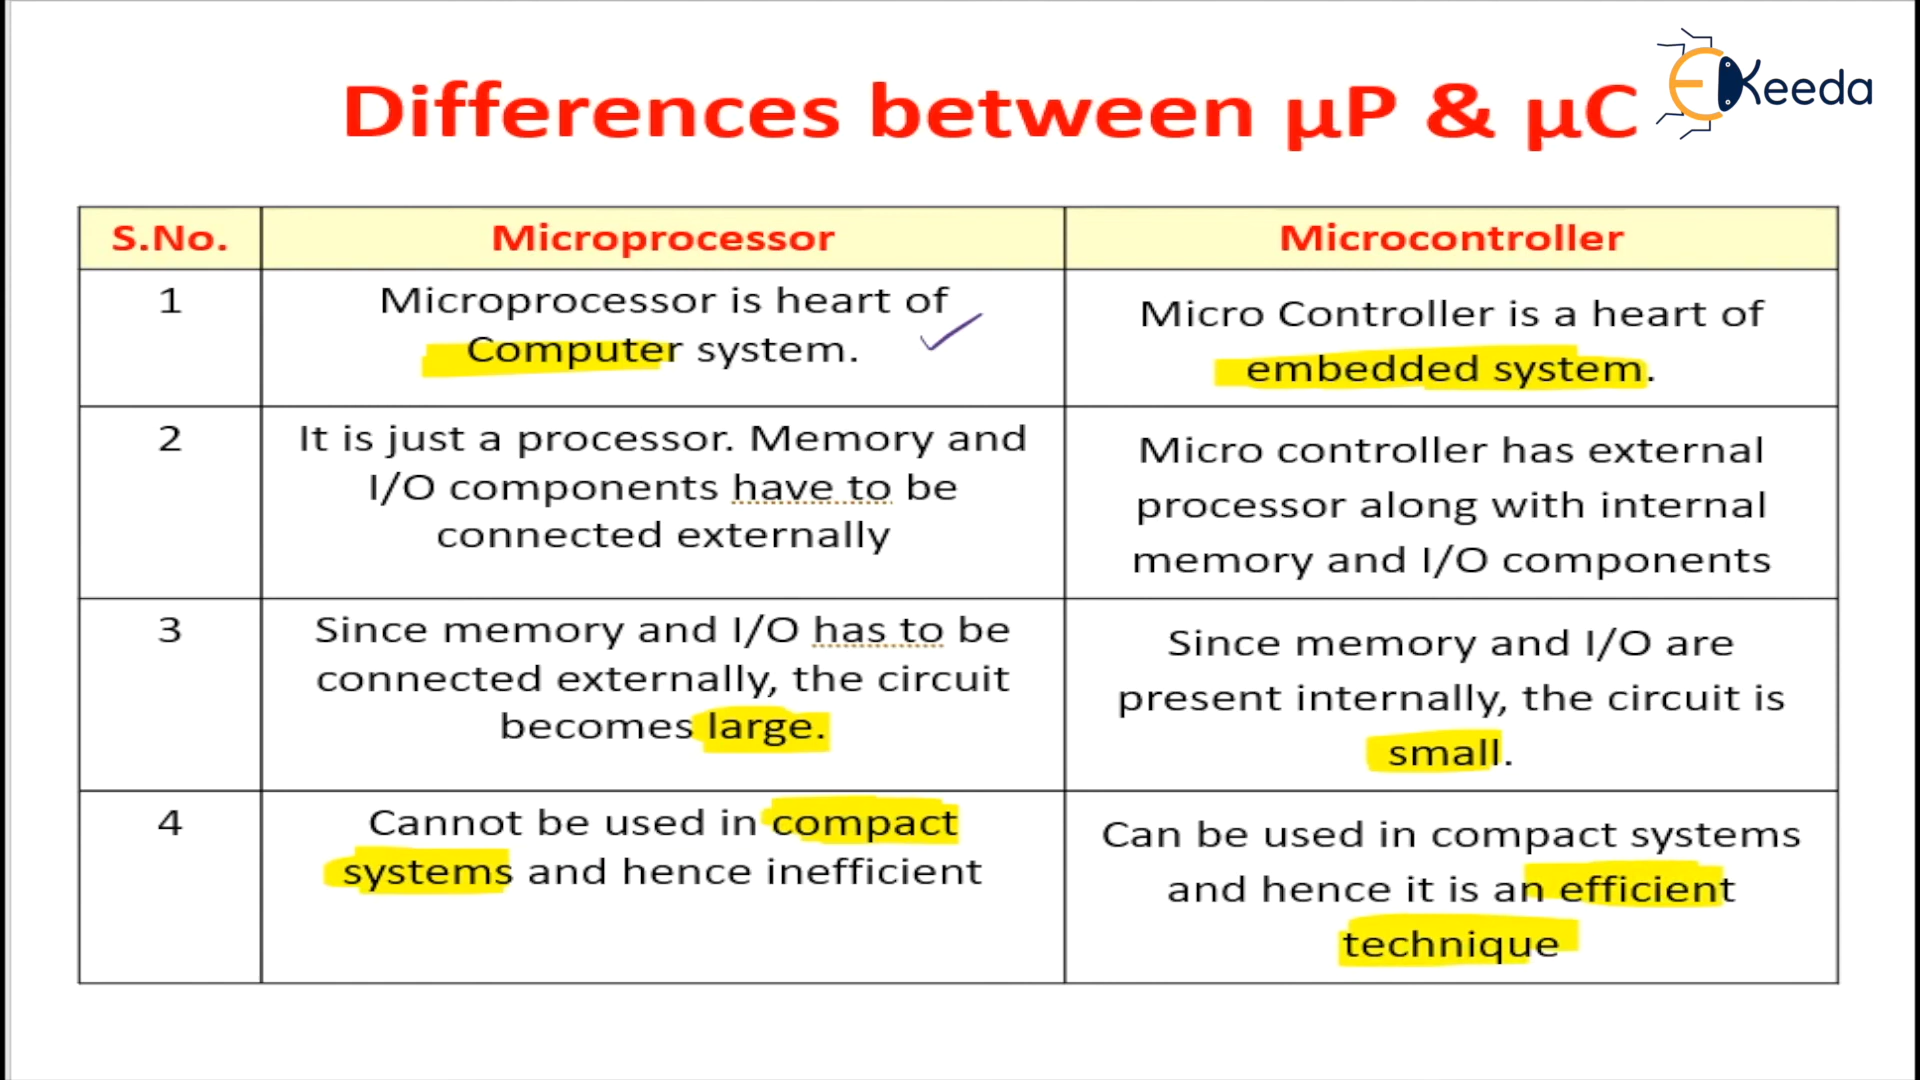 Differences between µP & µC
EKeeda
S.No.
Microprocessor
Microcontroller
1
Microprocessor is heart of
Computer system.
Micro Controller is a heart of
embedded system.
2
It is just a processor. Memory and
I/O components have to be
connected externally
Micro controller has external
processor along with internal
memory and I/O components
3
Since memory and I/O has to be
connected externally, the circuit
becomes large.
Since memory and I/O are
present internally, the circuit is
small.
4
Cannot be used in compact
systems and hence inefficient
Can be used in compact systems
and hence it is an efficient
technique